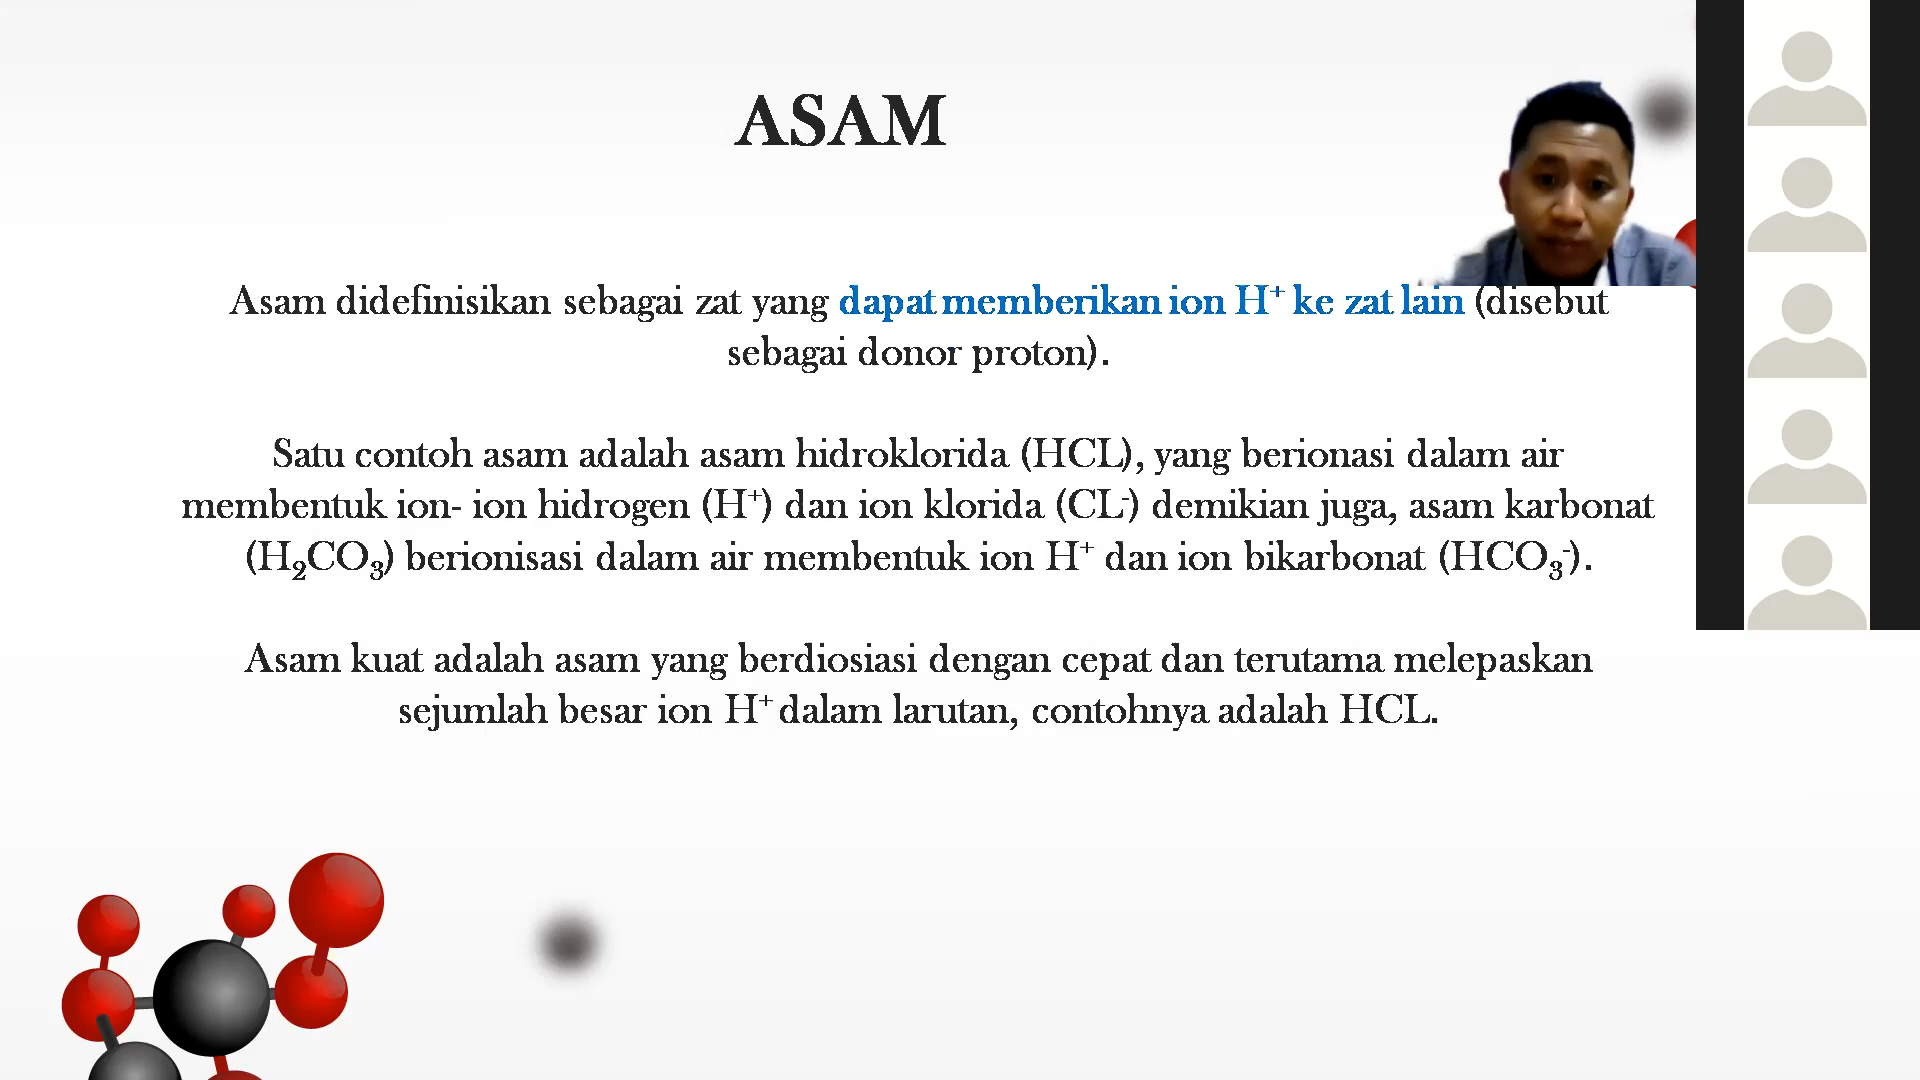 ASAM
Asam didefinisikan sebagai zat yang dapat memberikan ion H⁺ ke zat lain (disebut
sebagai donor proton).
Satu contoh asam adalah asam hidroklorida (HCL), yang berionasi dalam air
membentuk ion- ion hidrogen (H⁺) dan ion klorida (CL⁻) demikian juga, asam karbonat
(H₂CO₃) berionisasi dalam air membentuk ion H⁺ dan ion bikarbonat (HCO₃⁻).
Asam kuat adalah asam yang berdiosiasi dengan cepat dan terutama melepaskan
sejumlah besar ion H⁺ dalam larutan, contohnya adalah HCL.